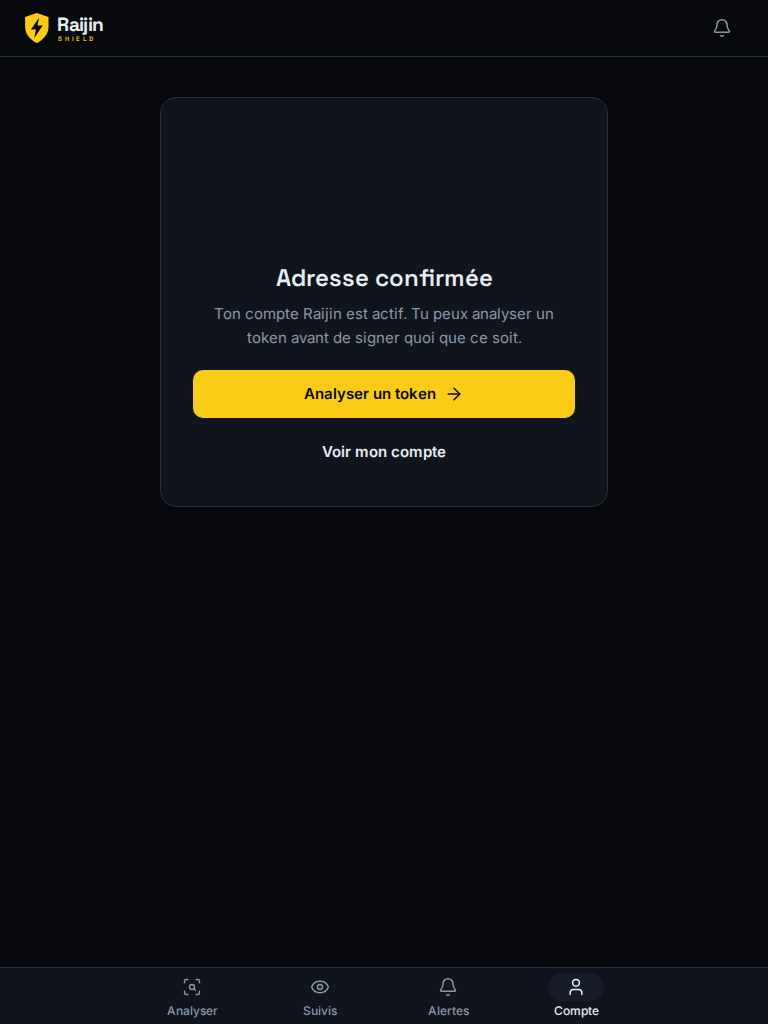 Raijin
SHIELD
Adresse confirmée
Ton compte Raijin est actif. Tu peux analyser un
token avant de signer quoi que ce soit.
Analyser un token
Voir mon compte
Analyser
Suivis
Alertes
Compte